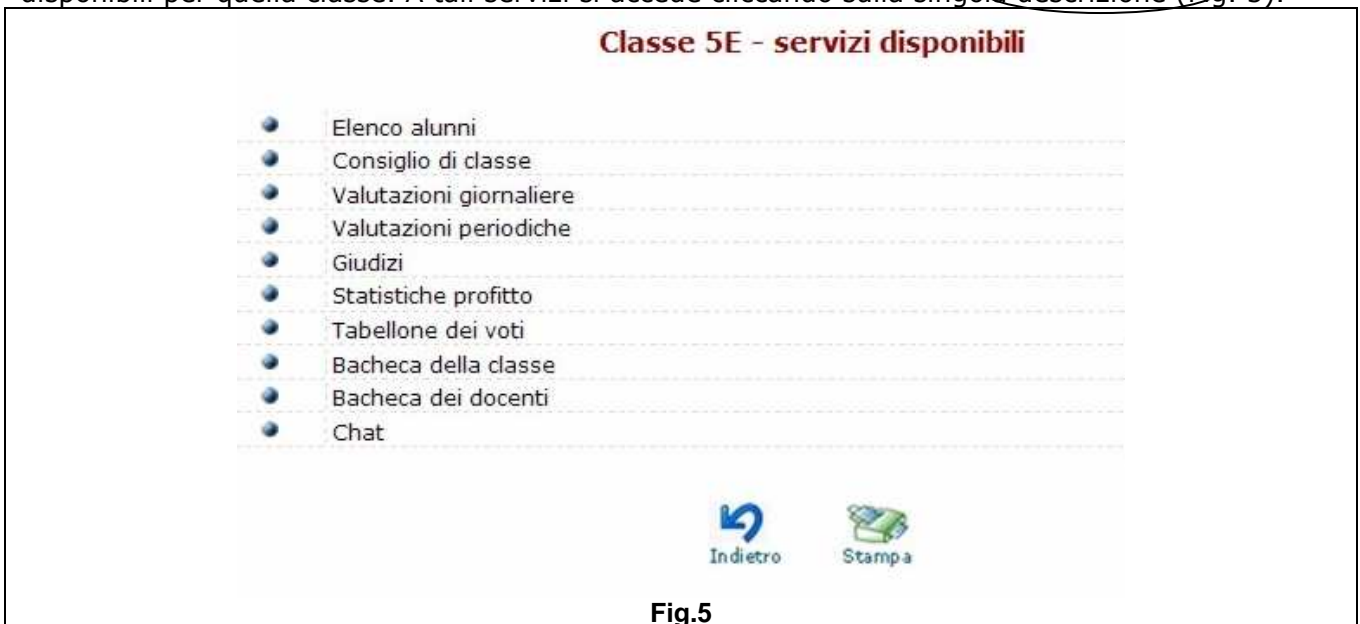 disponibili per quella classe. A tali servizi si accede cliccando sulla singola descrizione (Fig. 5).
Classe 5E - servizi disponibili
Elenco alunni
Consiglio di classe
Valutazioni giornaliere
Valutazioni periodiche
Giudizi
Statistiche profitto
Tabellone dei voti
Bacheca della classe
Bacheca dei docenti
Chat
Indietro Stampa
Fig.5